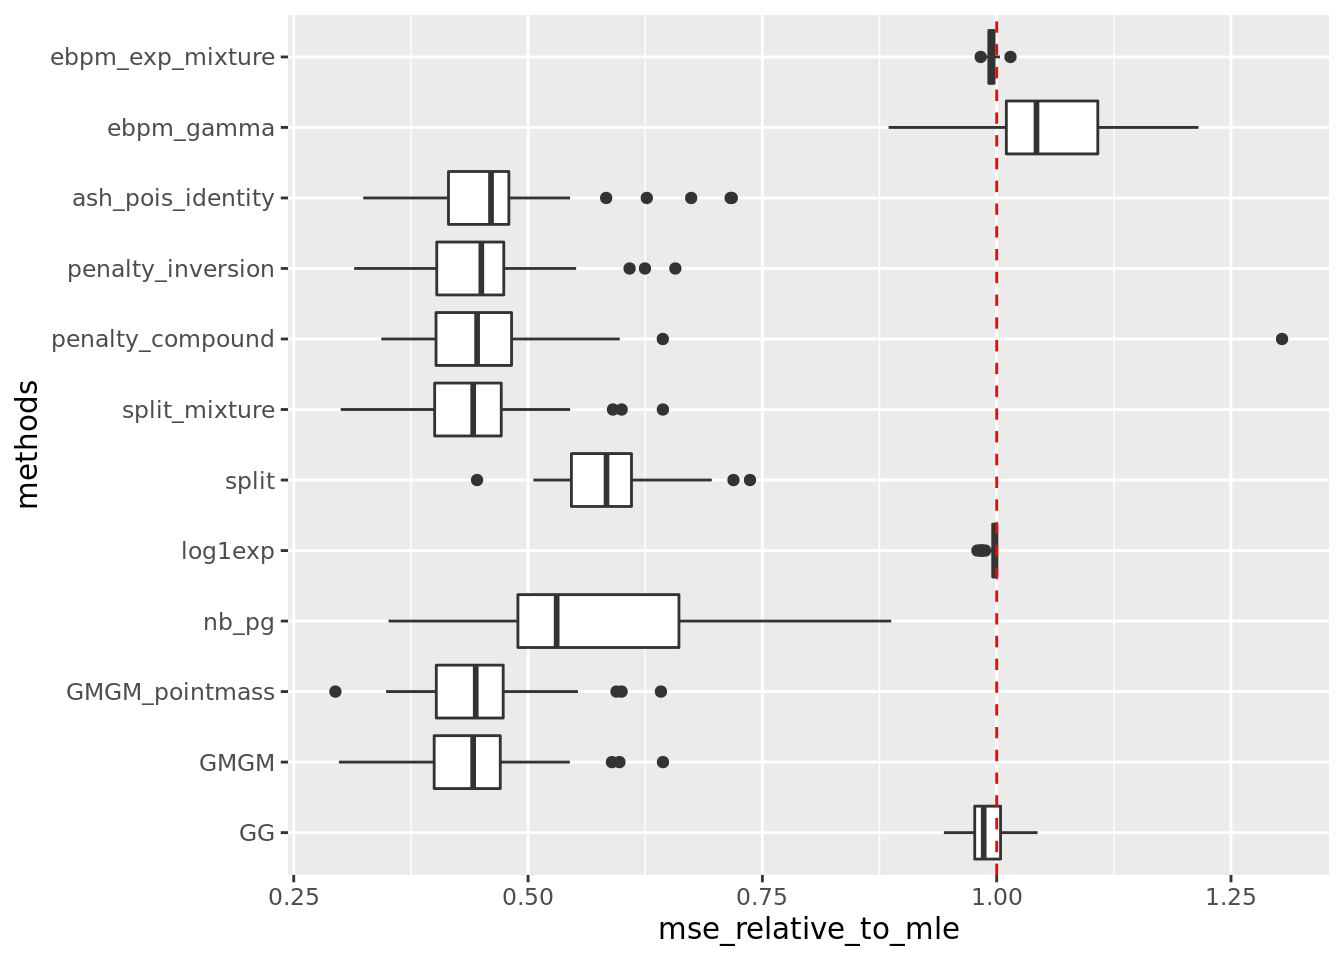 methods
ebpm_exp_mixture
ebpm_gamma
ash_pois_identity
penalty_inversion
penalty_compound
split_mixture
split
log1exp
nb_pg
GMGM_pointmass
GMGM
GG
0.25 0.50 0.75 1.00 1.25
mse_relative_to_mle